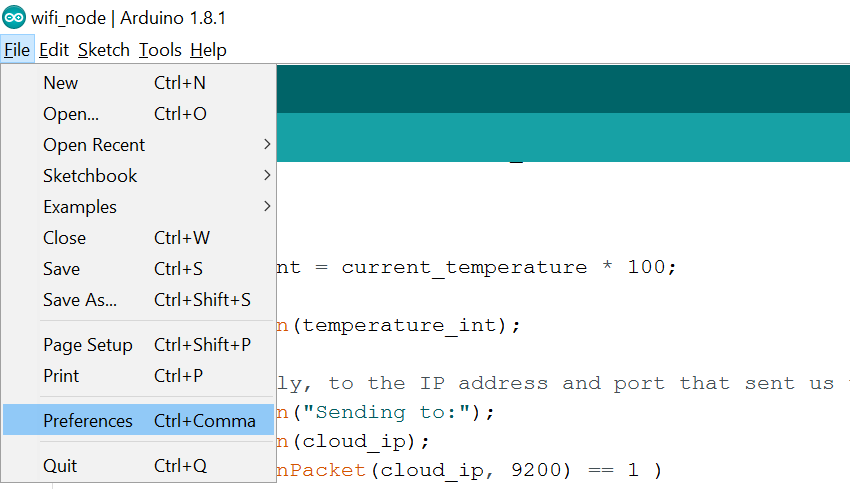 wifi_node | Arduino 1.8.1
File Edit Sketch Tools Help
New Ctrl+N
Open... Ctrl+O
Open Recent
Sketchbook
Examples
Close Ctrl+W
Save Ctrl+S
Save As... Ctrl+Shift+S
Page Setup Ctrl+Shift+P
Print Ctrl+P
Preferences Ctrl+Comma
Quit Ctrl+Q
nt = current_temperature * 100;
n(temperature_int);
ly, to the IP address and port that sent us
n("Sending to:");
n(cloud_ip);
nPacket(cloud_ip, 9200) == 1 )